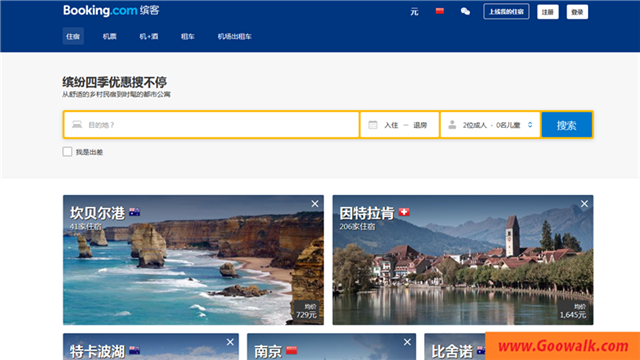 Booking.com 缤客
元
上线我的住宿
注册
登录
住宿
机票
机+酒
租车
机场出租车
缤纷四季优惠搜不停
从舒适的乡村民宿到时髦的都市公寓
目的地？
入住 — 退房
2位成人 - 0名儿童
搜索
我是出差
坎贝尔港
41家住宿
均价
729元
因特拉肯
206家住宿
均价
1,645元
特卡波湖
南京
比舍诺
www.Goowalk.com